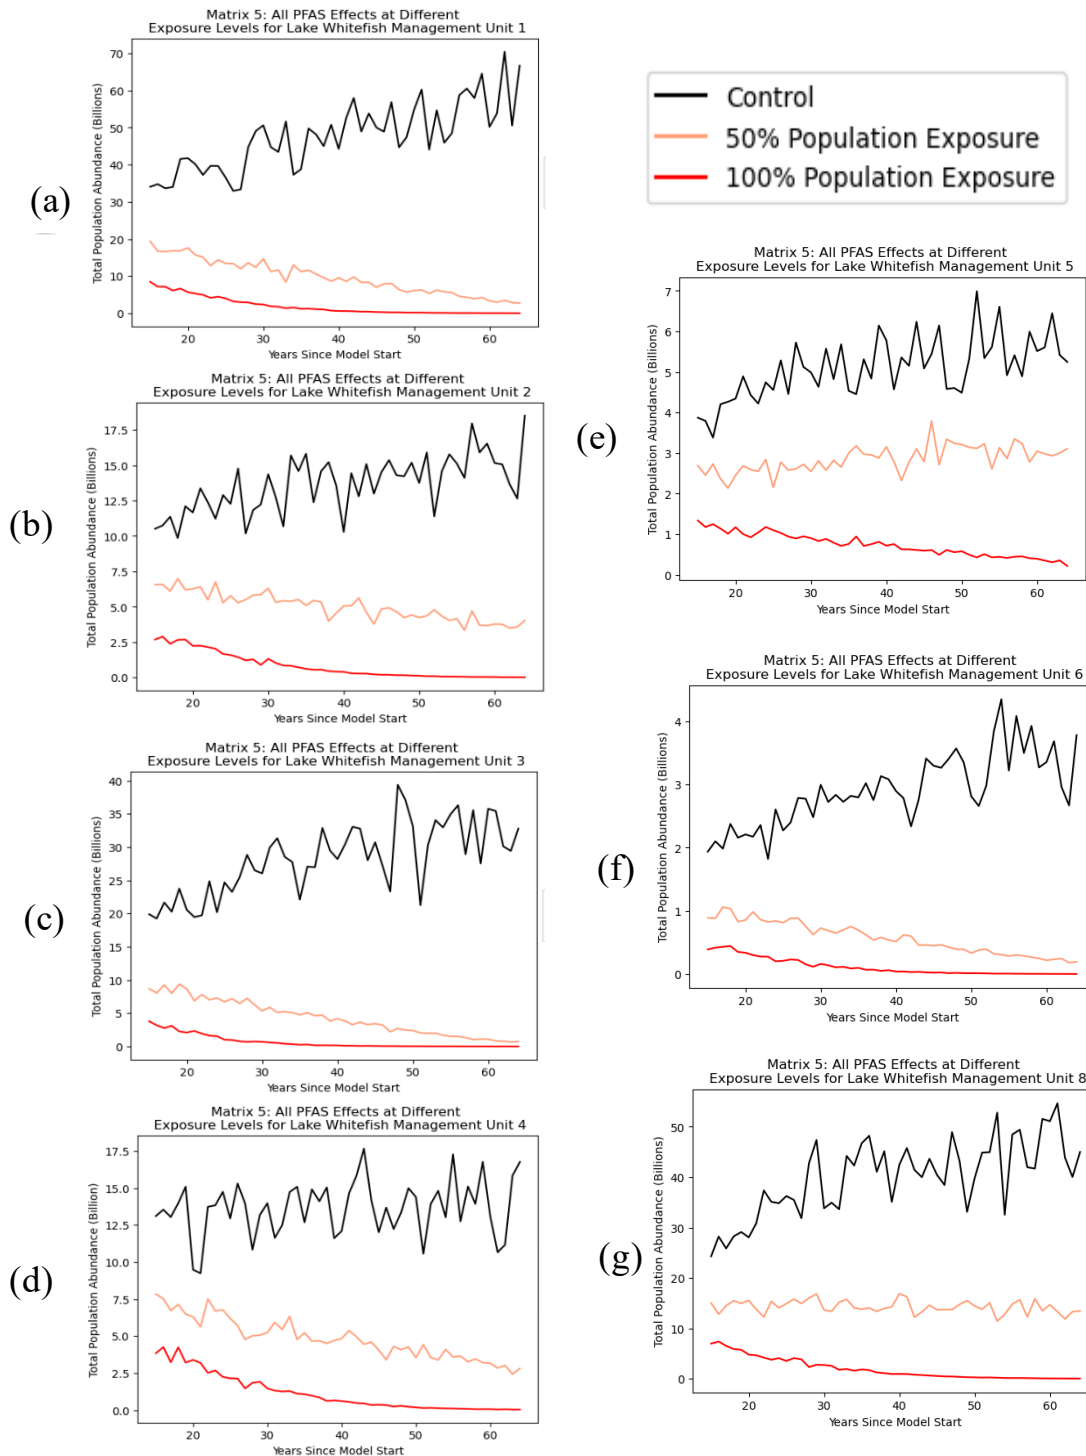 Matrix 5: All PFAS Effects at Different
Exposure Levels for Lake Whitefish Management Unit 1
(a)
Total Population Abundance (Billions)
70
60
50
40
30
20
10
0
20 30 40 50 60
Years Since Model Start
Matrix 5: All PFAS Effects at Different
Exposure Levels for Lake Whitefish Management Unit 2
(b)
Total Population Abundance (Billions)
17.5
15.0
12.5
10.0
7.5
5.0
2.5
0.0
20 30 40 50 60
Years Since Model Start
Matrix 5: All PFAS Effects at Different
Exposure Levels for Lake Whitefish Management Unit 3
(c)
Total Population Abundance (Billions)
40
35
30
25
20
15
10
5
0
20 30 40 50 60
Years Since Model Start
Matrix 5: All PFAS Effects at Different
Exposure Levels for Lake Whitefish Management Unit 4
(d)
Total Population Abundance (Billion)
17.5
15.0
12.5
10.0
7.5
5.0
2.5
0.0
20 30 40 50 60
Years Since Model Start
Control
50% Population Exposure
100% Population Exposure
Matrix 5: All PFAS Effects at Different
Exposure Levels for Lake Whitefish Management Unit 5
(e)
Total Population Abundance (Billions)
7
6
5
4
3
2
1
0
20 30 40 50 60
Years Since Model Start
Matrix 5: All PFAS Effects at Different
Exposure Levels for Lake Whitefish Management Unit 6
(f)
Total Population Abundance (Billions)
4
3
2
1
0
20 30 40 50 60
Years Since Model Start
Matrix 5: All PFAS Effects at Different
Exposure Levels for Lake Whitefish Management Unit 8
(g)
Total Population Abundance (Billions)
50
40
30
20
10
0
20 30 40 50 60
Years Since Model Start